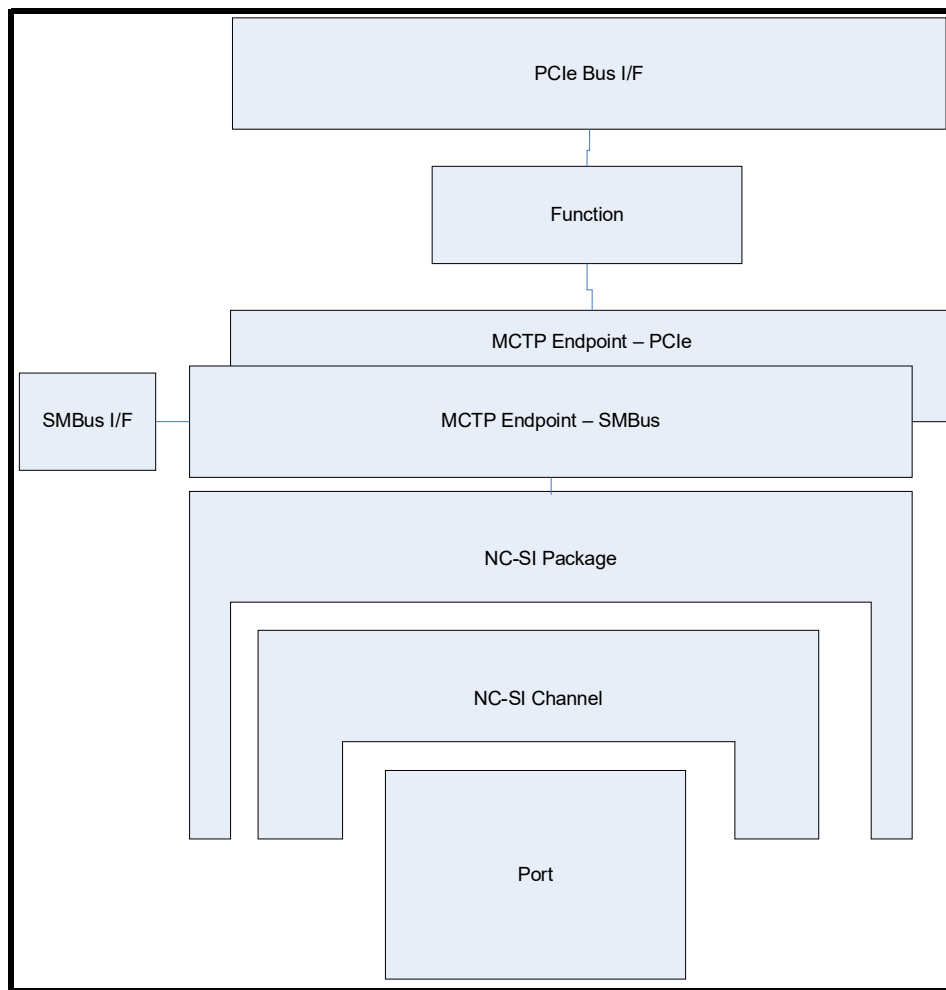 PCIe Bus I/F
Function
MCTP Endpoint – PCIe
SMBus I/F
MCTP Endpoint – SMBus
NC-SI Package
NC-SI Channel
Port